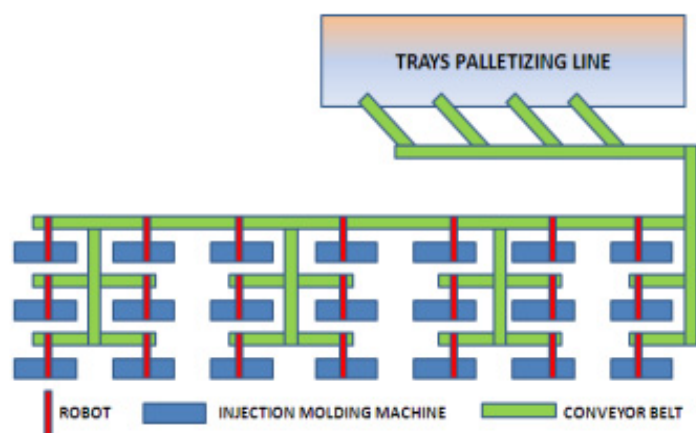 TRAYS PALLETIZING LINE
ROBOT
INJECTION MOLDING MACHINE
CONVEYOR BELT